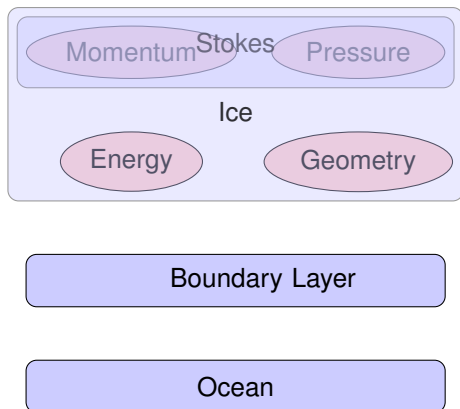 Momentum Stokes Pressure
Ice
Energy Geometry
Boundary Layer
Ocean